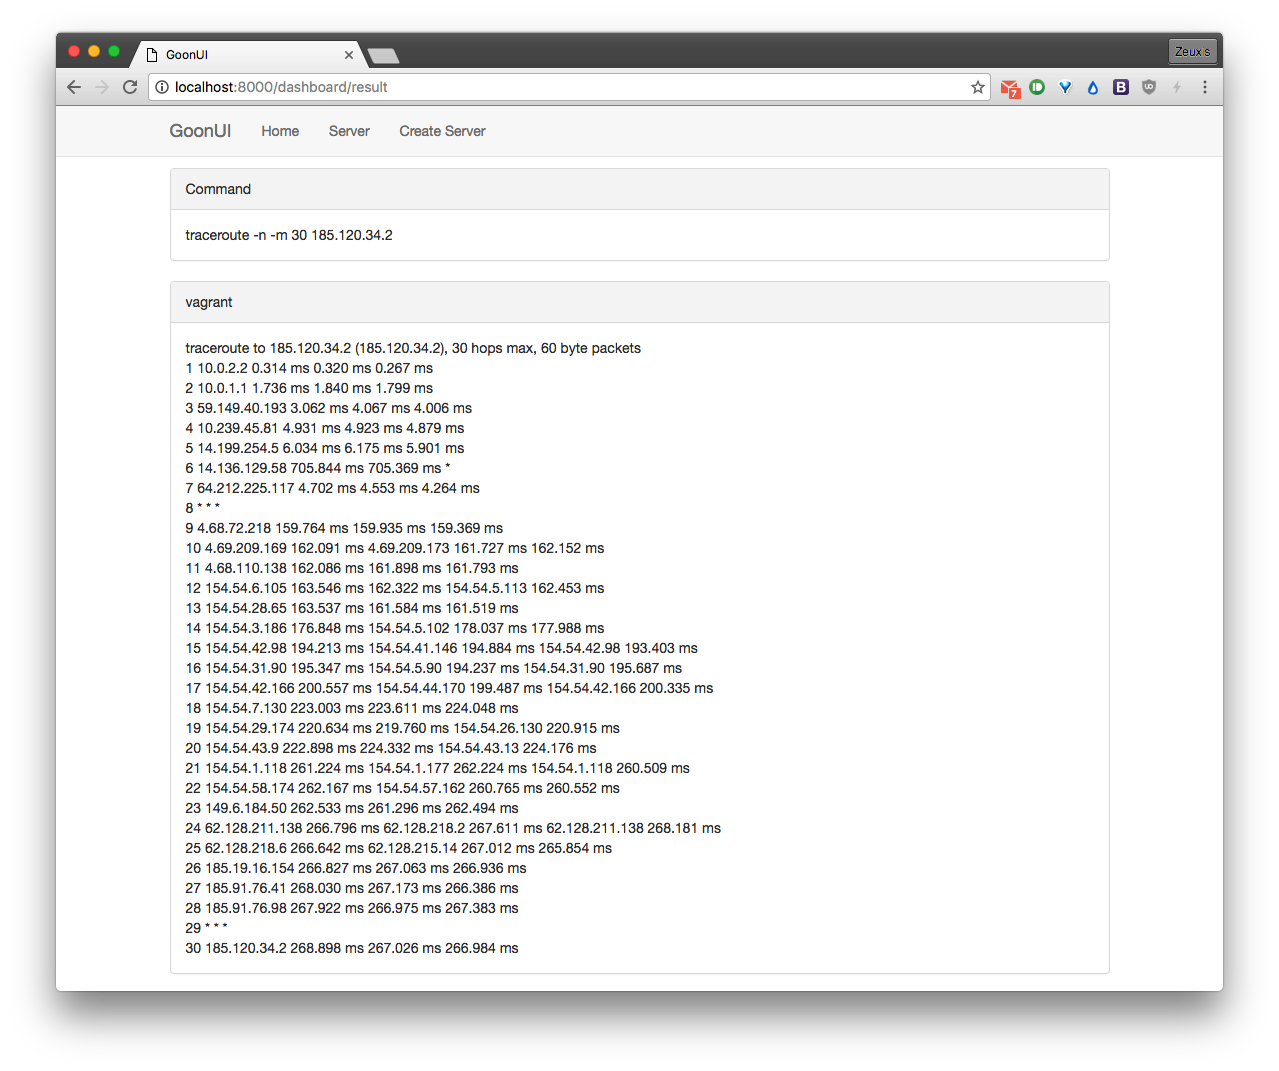 GoonUI
Zeuxis
localhost:8000/dashboard/result
7
B
GoonUI Home Server Create Server
Command
traceroute -n -m 30 185.120.34.2
vagrant
traceroute to 185.120.34.2 (185.120.34.2), 30 hops max, 60 byte packets
1 10.0.2.2 0.314 ms 0.320 ms 0.267 ms
2 10.0.1.1 1.736 ms 1.840 ms 1.799 ms
3 59.149.40.193 3.062 ms 4.067 ms 4.006 ms
4 10.239.45.81 4.931 ms 4.923 ms 4.879 ms
5 14.199.254.5 6.034 ms 6.175 ms 5.901 ms
6 14.136.129.58 705.844 ms 705.369 ms *
7 64.212.225.117 4.702 ms 4.553 ms 4.264 ms
8 * * *
9 4.68.72.218 159.764 ms 159.935 ms 159.369 ms
10 4.69.209.169 162.091 ms 4.69.209.173 161.727 ms 162.152 ms
11 4.68.110.138 162.086 ms 161.898 ms 161.793 ms
12 154.54.6.105 163.546 ms 162.322 ms 154.54.5.113 162.453 ms
13 154.54.28.65 163.537 ms 161.584 ms 161.519 ms
14 154.54.3.186 176.848 ms 154.54.5.102 178.037 ms 177.988 ms
15 154.54.42.98 194.213 ms 154.54.41.146 194.884 ms 154.54.42.98 193.403 ms
16 154.54.31.90 195.347 ms 154.54.5.90 194.237 ms 154.54.31.90 195.687 ms
17 154.54.42.166 200.557 ms 154.54.44.170 199.487 ms 154.54.42.166 200.335 ms
18 154.54.7.130 223.003 ms 223.611 ms 224.048 ms
19 154.54.29.174 220.634 ms 219.760 ms 154.54.26.130 220.915 ms
20 154.54.43.9 222.898 ms 224.332 ms 154.54.43.13 224.176 ms
21 154.54.1.118 261.224 ms 154.54.1.177 262.224 ms 154.54.1.118 260.509 ms
22 154.54.58.174 262.167 ms 154.54.57.162 260.765 ms 260.552 ms
23 149.6.184.50 262.533 ms 261.296 ms 262.494 ms
24 62.128.211.138 266.796 ms 62.128.218.2 267.611 ms 62.128.211.138 268.181 ms
25 62.128.218.6 266.642 ms 62.128.215.14 267.012 ms 265.854 ms
26 185.19.16.154 266.827 ms 267.063 ms 266.936 ms
27 185.91.76.41 268.030 ms 267.173 ms 266.386 ms
28 185.91.76.98 267.922 ms 266.975 ms 267.383 ms
29 * * *
30 185.120.34.2 268.898 ms 267.026 ms 266.984 ms